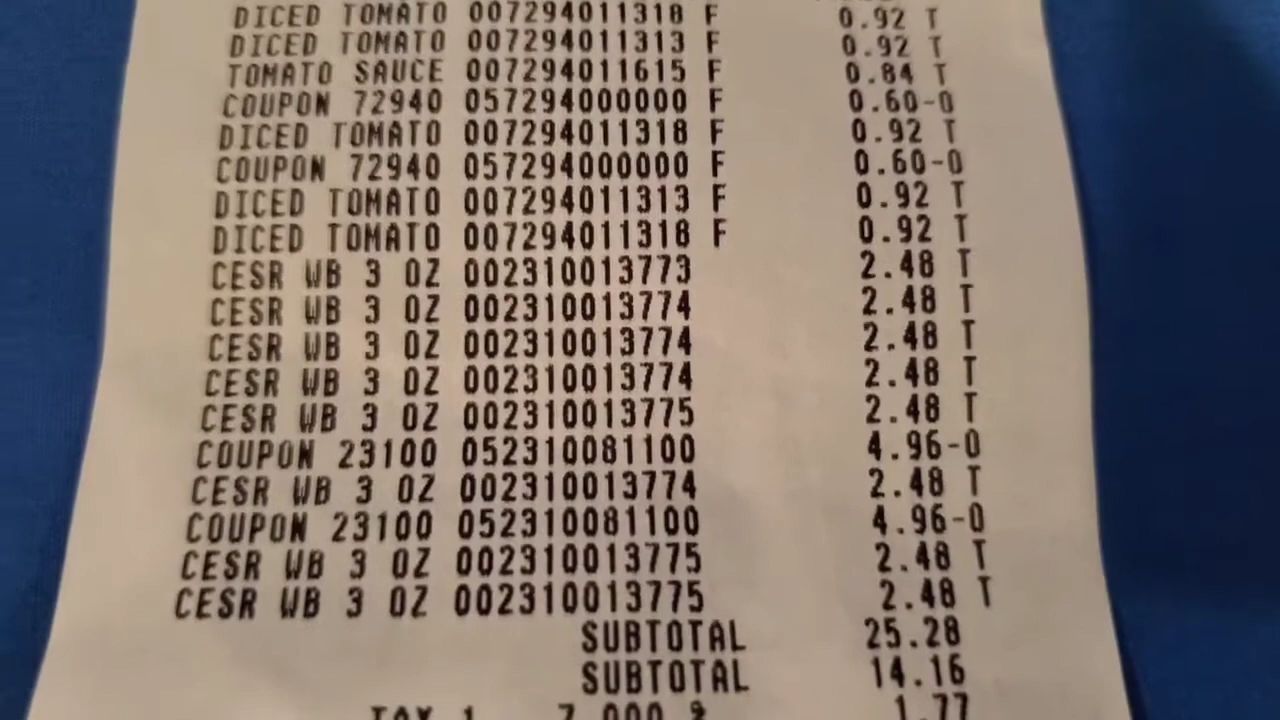 DICED TOMATO 007294011318 F 0.92 T
DICED TOMATO 007294011313 F 0.92 T
TOMATO SAUCE 007294011615 F 0.84 T
COUPON 72940 057294000000 F 0.60-O
DICED TOMATO 007294011318 F 0.92 T
COUPON 72940 057294000000 F 0.60-O
DICED TOMATO 007294011313 F 0.92 T
DICED TOMATO 007294011318 F 0.92 T
CESR WB 3 OZ 002310013773 2.48 T
CESR WB 3 OZ 002310013774 2.48 T
CESR WB 3 OZ 002310013774 2.48 T
CESR WB 3 OZ 002310013774 2.48 T
CESR WB 3 OZ 002310013775 2.48 T
COUPON 23100 052310081100 4.96-O
CESR WB 3 OZ 002310013774 2.48 T
COUPON 23100 052310081100 4.96-O
CESR WB 3 OZ 002310013775 2.48 T
CESR WB 3 OZ 002310013775 2.48 T
SUBTOTAL 25.28
SUBTOTAL 14.16
TAX 1 7.000 % 1.77